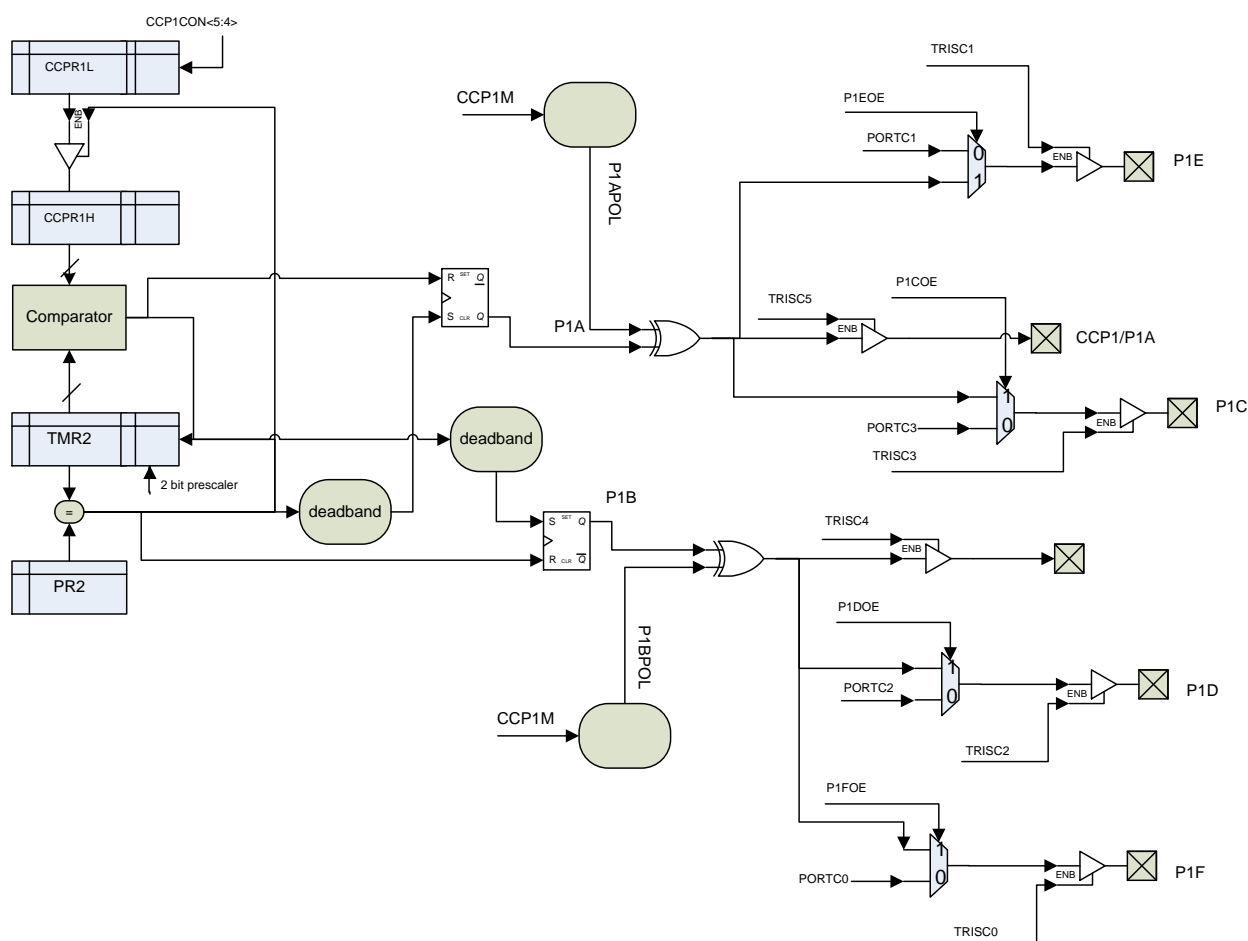 CCP1CON<5:4>
CCPR1L
ENB
CCPR1H
Comparator
TMR2
2 bit prescaler
=
PR2
deadband
deadband
CCP1M
P1APOL
R SET Q
S CLR Q
P1A
P1B
S SET Q
R CLR Q
P1BPOL
CCP1M
TRISC1
P1EOE
PORTC1
0
1
ENB
P1E
TRISC5
P1COE
ENB
CCP1/P1A
1
0
PORTC3
ENB
P1C
TRISC3
TRISC4
ENB
P1DOE
1
0
PORTC2
ENB
P1D
TRISC2
P1FOE
1
0
PORTC0
ENB
P1F
TRISC0